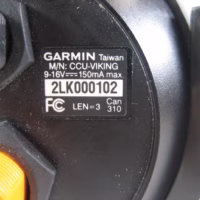 GARMIN Taiwan
M/N: CCU-VIKING
9-16V⎓150mA max.
2LK000102
FC LEN=3 Can 310